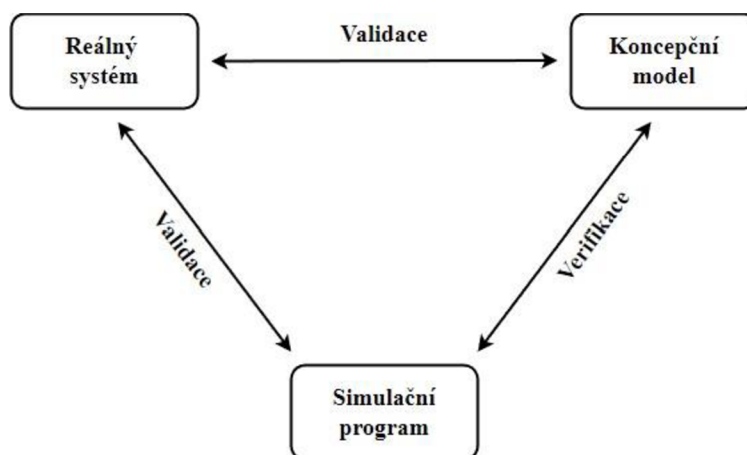 Reálný
systém
Validace
Koncepční
model
Validace
Verifikace
Simulační
program